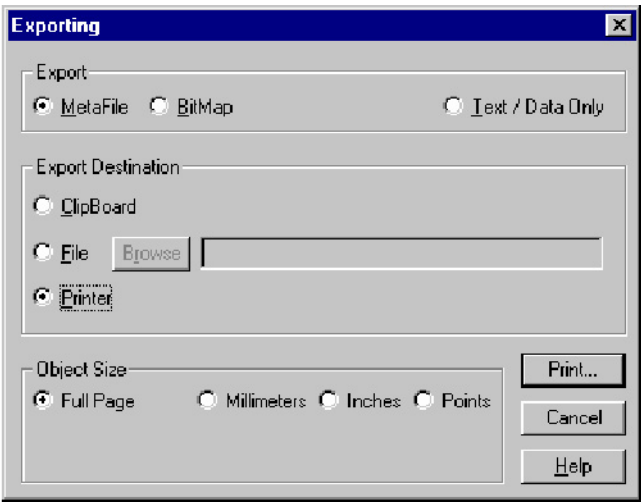 Exporting
Export
MetaFile BitMap Text / Data Only
Export Destination
ClipBoard
File Browse
Printer
Object Size
Full Page Millimeters Inches Points
Print...
Cancel
Help